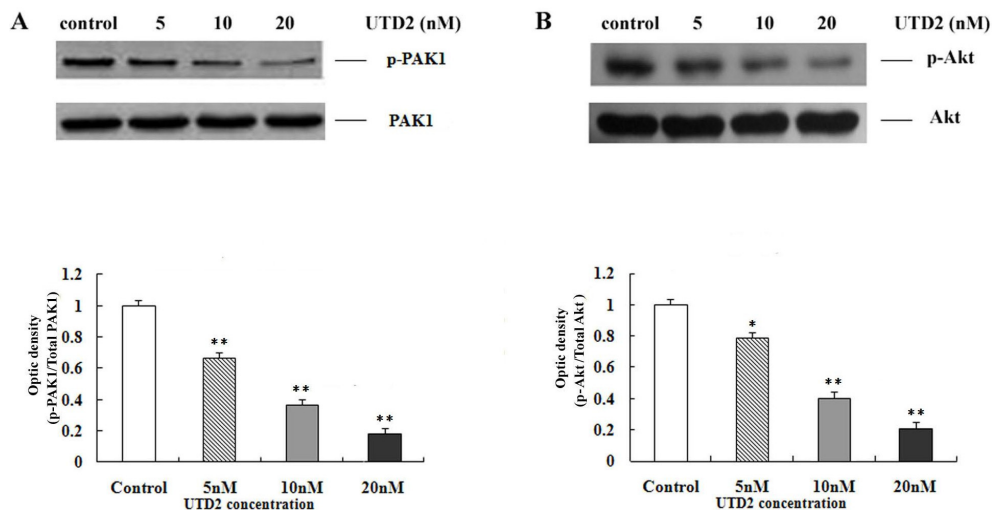 A control 5 10 20 UTD2 (nM)
p-PAK1
PAK1
Optic density
(p-PAK1/Total PAK1)
1.2
1
0.8
0.6
0.4
0.2
0
**
**
**
Control 5nM 10nM 20nM
UTD2 concentration
B control 5 10 20 UTD2 (nM)
p-Akt
Akt
Optic density
(p-Akt/Total Akt)
1.2
1
0.8
0.6
0.4
0.2
0
*
**
**
Control 5nM 10nM 20nM
UTD2 concentration